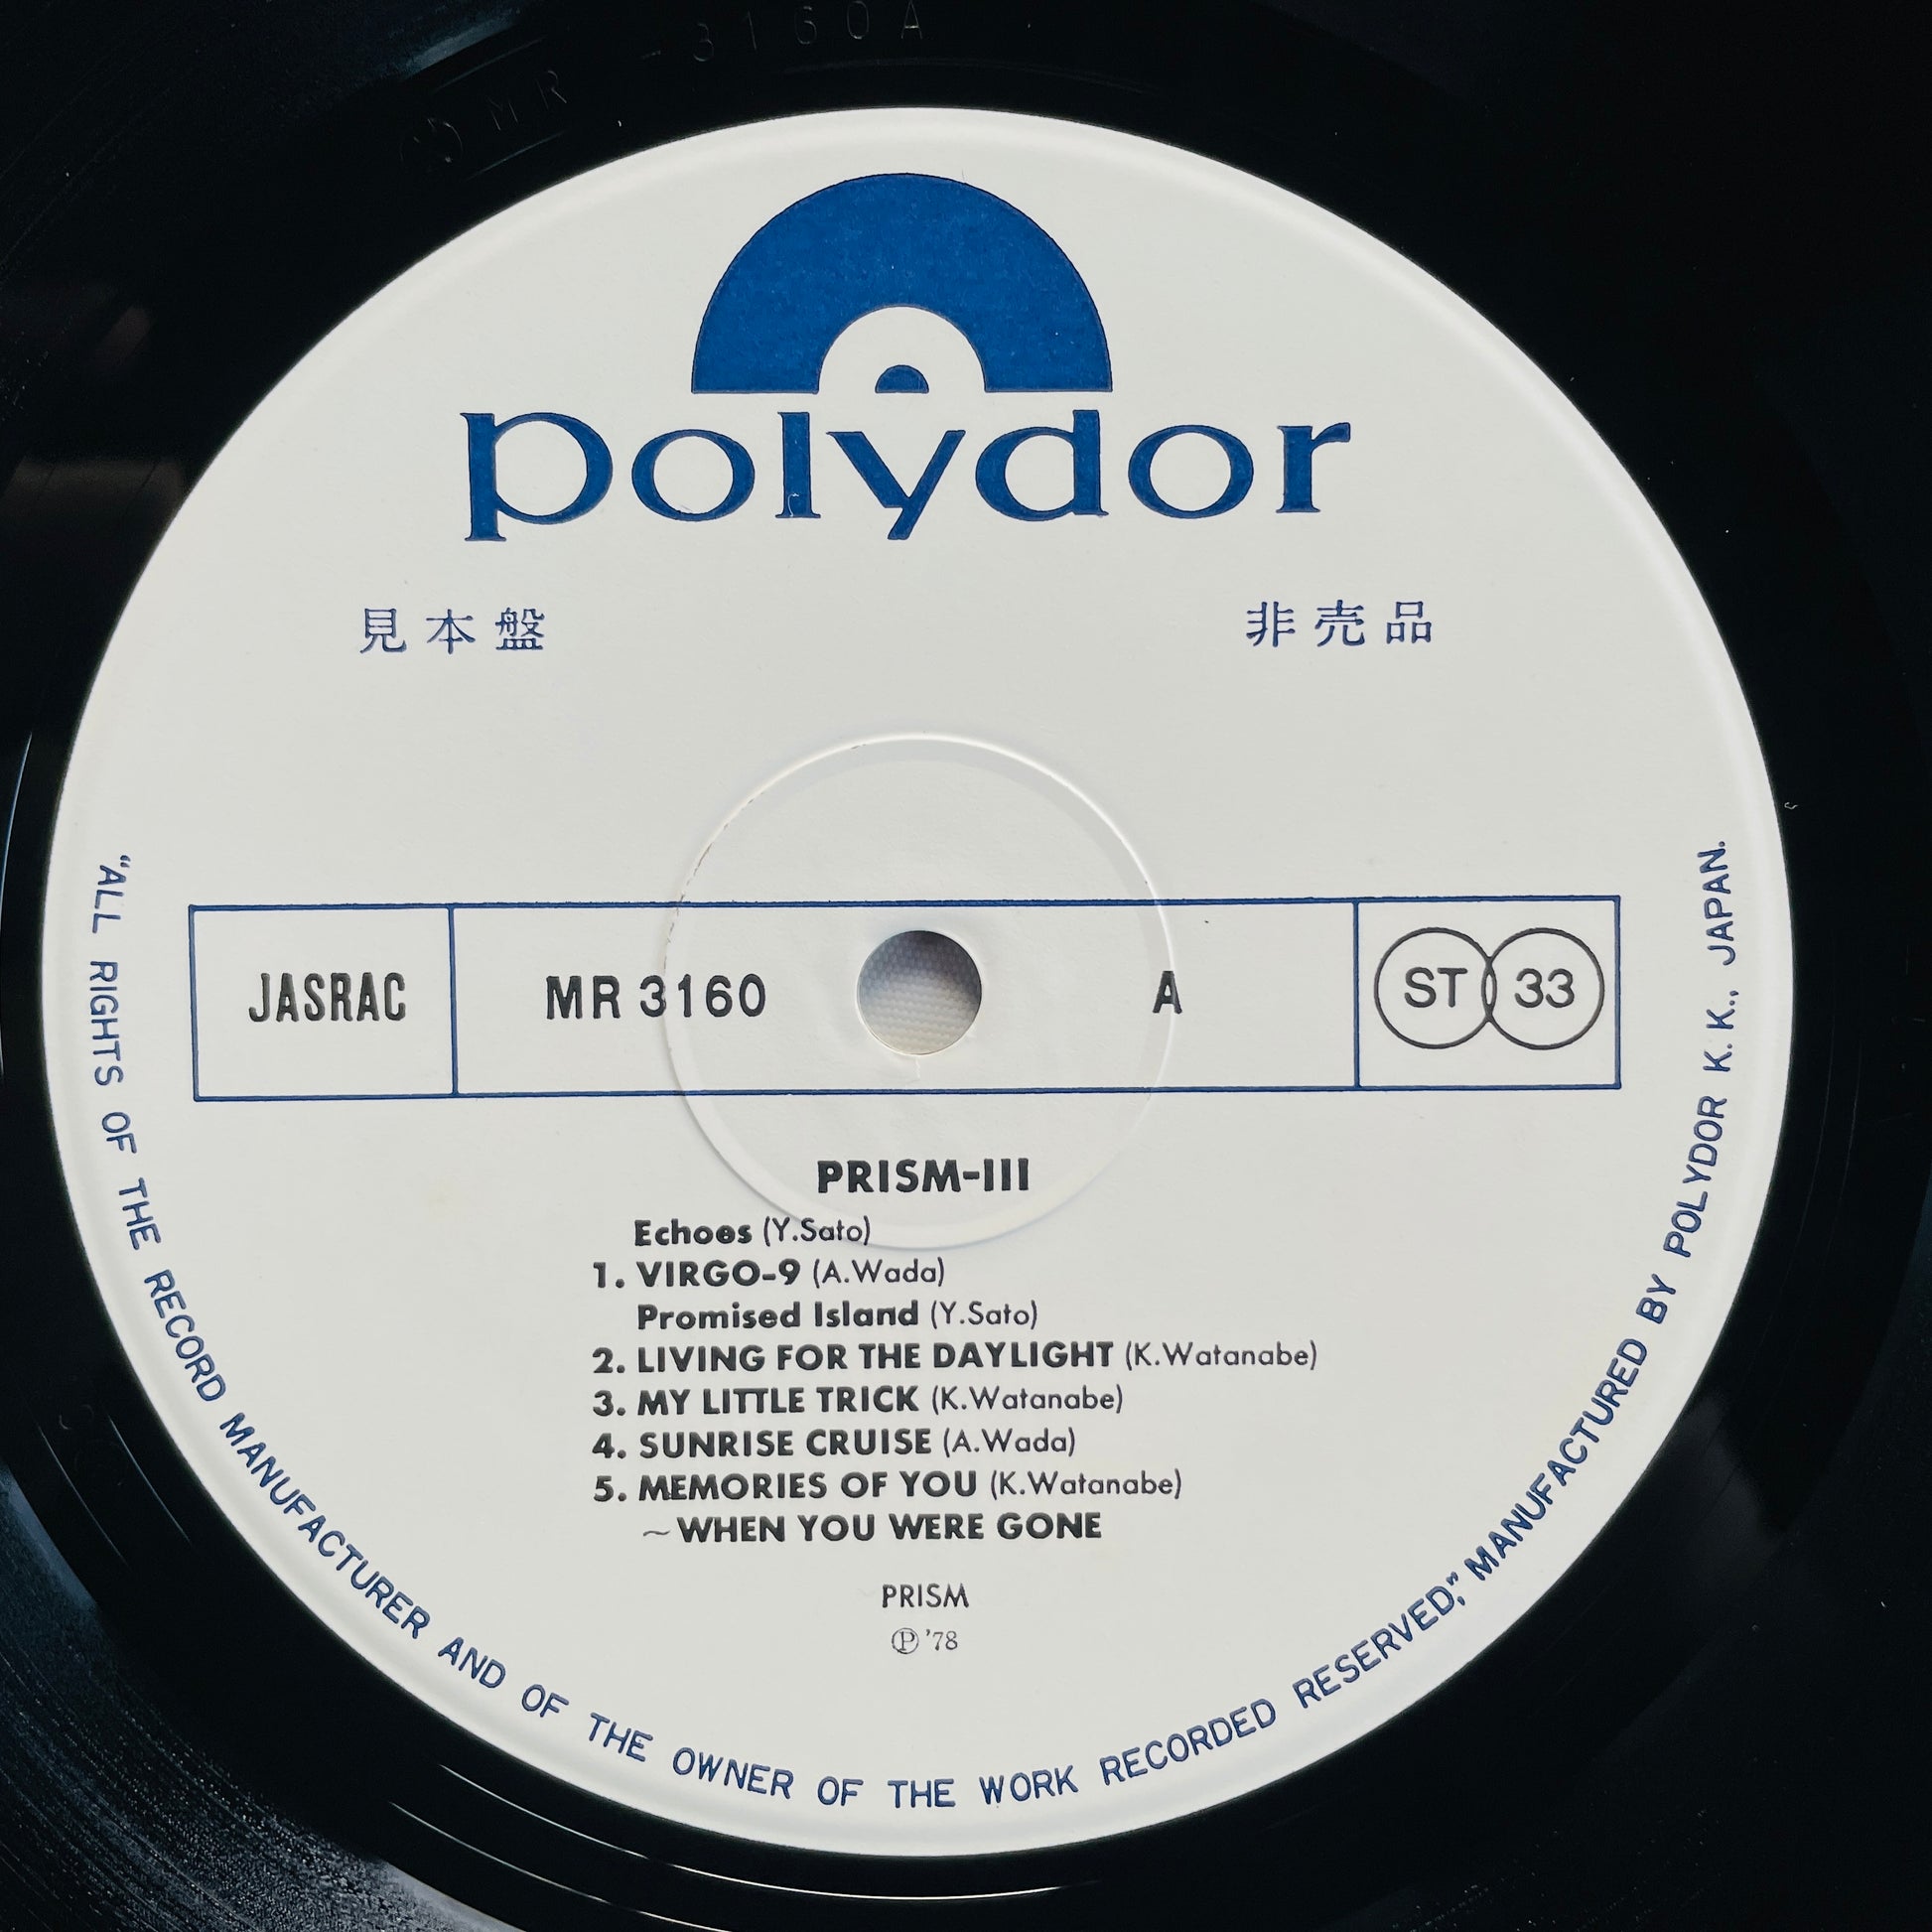 MR -3160A
polydor
見本盤 非売品
JASRAC MR 3160 A ST 33
PRISM-III
Echoes (Y.Sato)
1. VIRGO-9 (A.Wada)
Promised Island (Y.Sato)
2. LIVING FOR THE DAYLIGHT (K.Watanabe)
3. MY LITTLE TRICK (K.Watanabe)
4. SUNRISE CRUISE (A.Wada)
5. MEMORIES OF YOU (K.Watanabe)
~WHEN YOU WERE GONE
PRISM
Ⓟ '78
"ALL RIGHTS OF THE RECORD MANUFACTURER AND OF THE OWNER OF THE WORK RECORDED RESERVED," MANUFACTURED BY POLYDOR K. K., JAPAN.